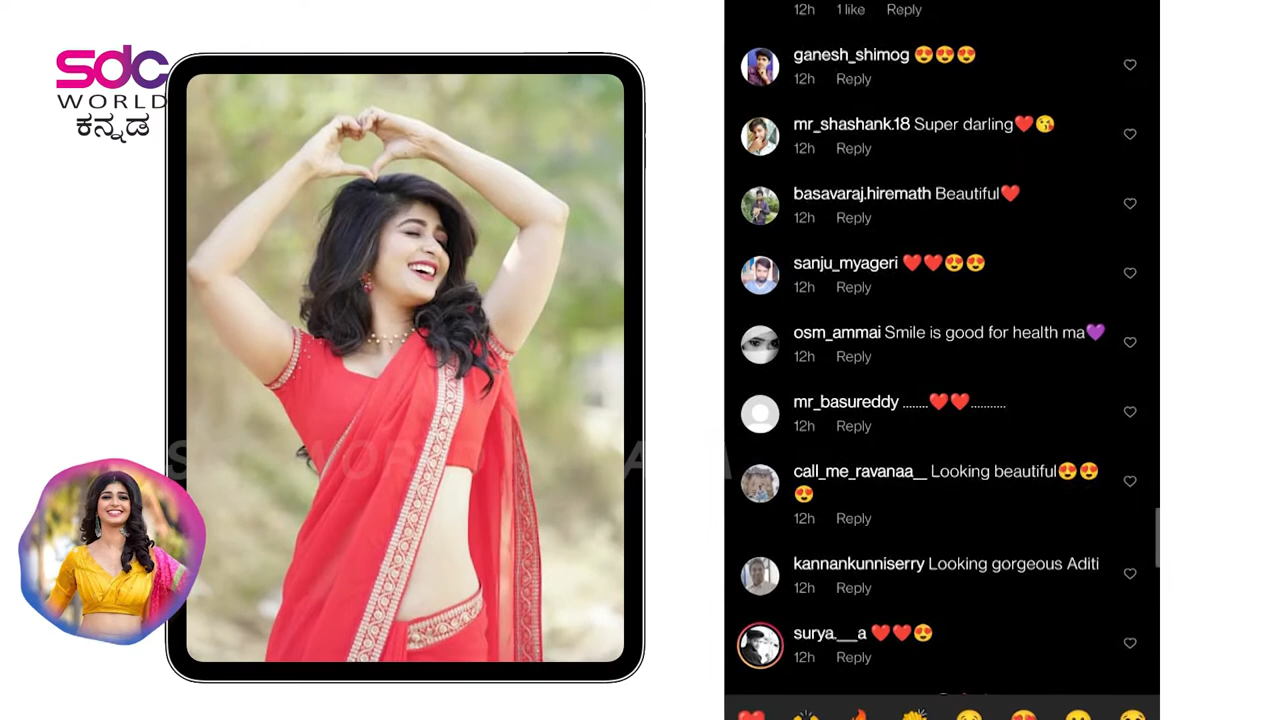 sdc
WORLD
ಕನ್ನಡ
12h 1 like Reply
ganesh_shimog 😍😍😍
12h Reply
mr_shashank.18 Super darling❤️😘
12h Reply
basavaraj.hiremath Beautiful❤️
12h Reply
sanju_myageri ❤️❤️😍😍
12h Reply
osm_ammai Smile is good for health ma💜
12h Reply
mr_basureddy ........❤️❤️...........
12h Reply
call_me_ravanaa__ Looking beautiful😍😍
😍
12h Reply
kannankunniserry Looking gorgeous Aditi
12h Reply
surya.___a ❤️❤️😍
12h Reply